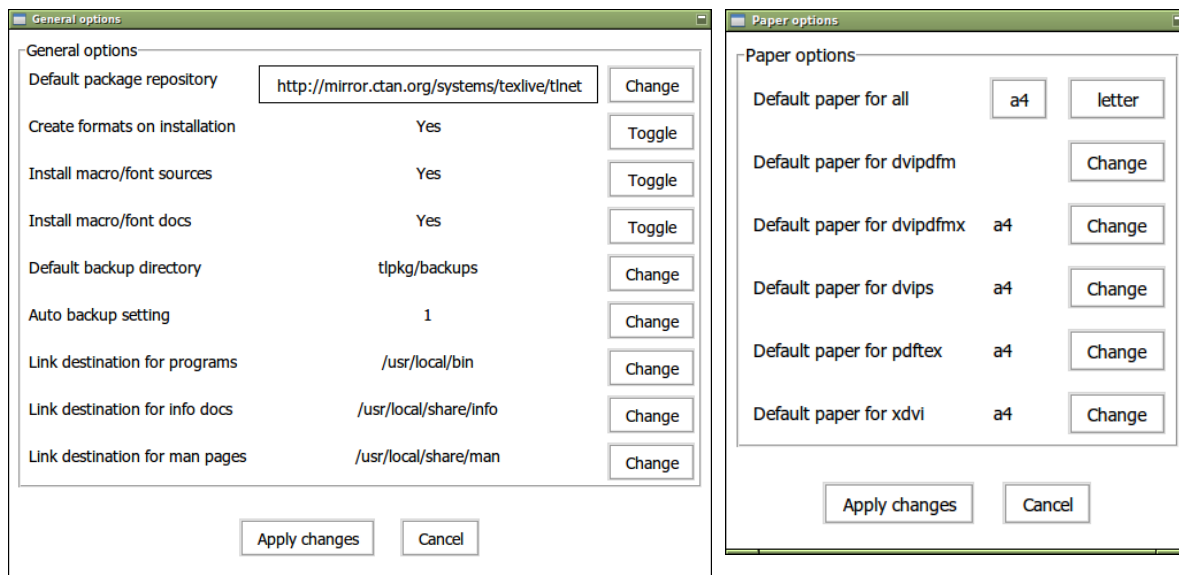 General options
General options
Default package repository http://mirror.ctan.org/systems/texlive/tlnet Change
Create formats on installation Yes Toggle
Install macro/font sources Yes Toggle
Install macro/font docs Yes Toggle
Default backup directory tlpkg/backups Change
Auto backup setting 1 Change
Link destination for programs /usr/local/bin Change
Link destination for info docs /usr/local/share/info Change
Link destination for man pages /usr/local/share/man Change
Apply changes Cancel
Paper options
Paper options
Default paper for all a4 letter
Default paper for dvipdfm Change
Default paper for dvipdfmx a4 Change
Default paper for dvips a4 Change
Default paper for pdftex a4 Change
Default paper for xdvi a4 Change
Apply changes Cancel